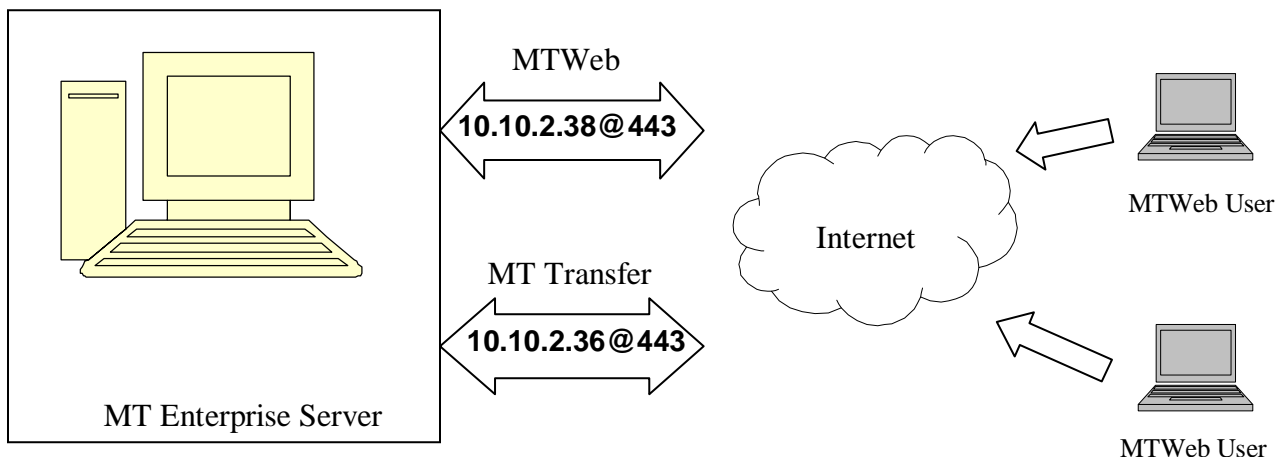 MTWeb
10.10.2.38@443
MTWeb User
Internet
MT Transfer
10.10.2.36@443
MT Enterprise Server
MTWeb User